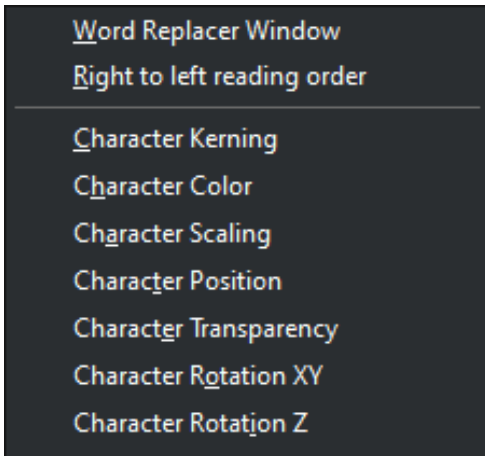 Word Replacer Window
Right to left reading order
Character Kerning
Character Color
Character Scaling
Character Position
Character Transparency
Character Rotation XY
Character Rotation Z